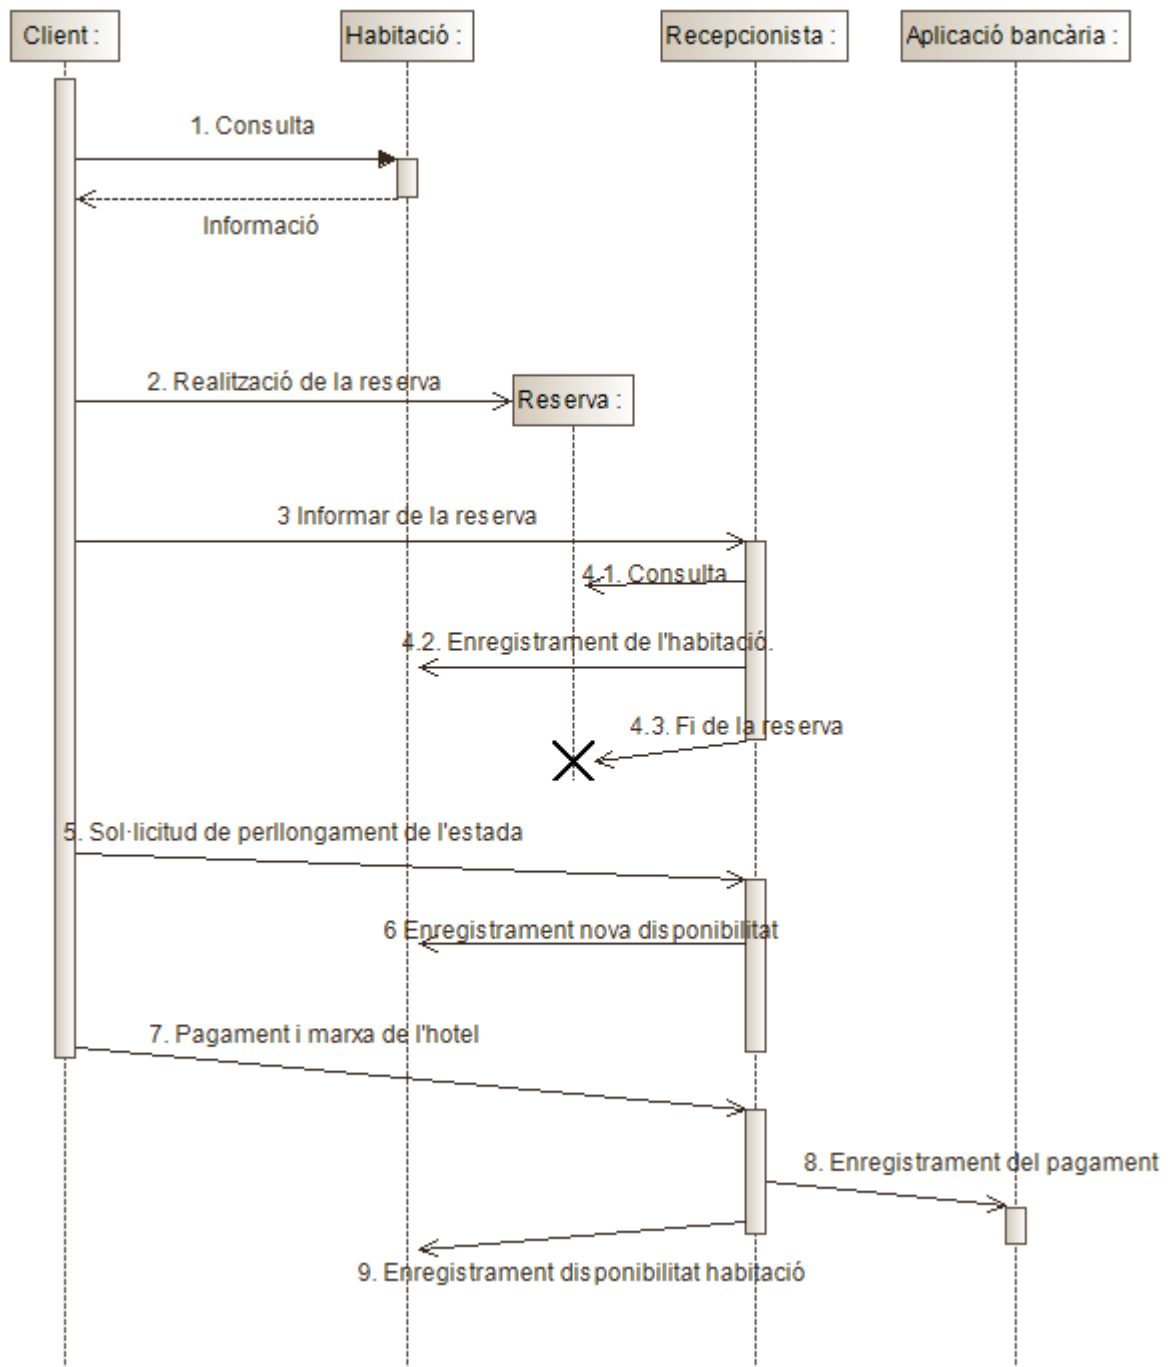 Client :
Habitació :
Recepcionista :
Aplicació bancària :
1. Consulta
Informació
2. Realització de la reserva
Reserva :
3 Informar de la reserva
4.1. Consulta
4.2. Enregistrament de l'habitació.
4.3. Fi de la reserva
5. Sol·licitud de perllongament de l'estada
6 Enregistrament nova disponibilitat
7. Pagament i marxa de l'hotel
8. Enregistrament del pagament
9. Enregistrament disponibilitat habitació